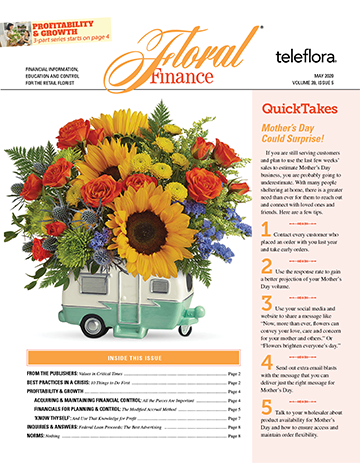 PROFITABILITY
& GROWTH
3-part series starts on page 4
Floral
Finance®
teleflora.
FINANCIAL INFORMATION,
EDUCATION AND CONTROL
FOR THE RETAIL FLORIST
MAY 2020
VOLUME 39, ISSUE 5
QuickTakes
Mother's Day
Could Surprise!
If you are still serving customers
and plan to use the last few weeks'
sales to estimate Mother's Day
business, you are probably going to
underestimate. With many people
sheltering at home, there is a greater
need than ever for them to reach out
and connect with loved ones and
friends. Here are a few tips.
1 Contact every customer who
placed an order with you last year
and take early orders.
2 Use the response rate to gain
a better projection of your Mother's
Day volume.
3 Use your social media and
website to share a message like
"Now, more than ever, flowers can
convey your love, care and concern
for your mother and others." Or
"Flowers brighten everyone's day."
4 Send out extra email blasts
with the message that you can
deliver just the right message for
Mother's Day.
5 Talk to your wholesaler about
product availability for Mother's
Day and how to ensure access and
maintain order flexibility.
INSIDE THIS ISSUE
FROM THE PUBLISHERS: Values in Critical Times Page 2
BEST PRACTICES IN A CRISIS: 10 Things to Do First Page 2
PROFITABILITY & GROWTH Page 4
ACQUIRING & MAINTAINING FINANCIAL CONTROL: All the Pieces Are Important Page 4
FINANCIALS FOR PLANNING & CONTROL: The Modified Accrual Method Page 5
'KNOW THYSELF': And Use That Knowledge for Profit Page 7
INQUIRIES & ANSWERS: Federal Loan Proceeds; The Best Advertising Page 8
NORMS: Nothing Page 8